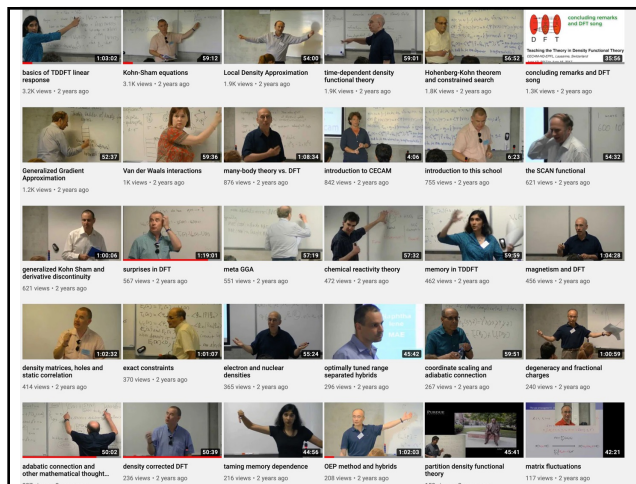 1:03:02
59:12
54:00
59:01
56:52
concluding remarks
and DFT song
D F T
Teaching the Theory in Density Functional Theory
35:56
basics of TDDFT linear
response
3.2K views • 2 years ago
Kohn-Sham equations
3.1K views • 2 years ago
Local Density Approximation
1.9K views • 2 years ago
time-dependent density
functional theory
1.9K views • 2 years ago
Hohenberg-Kohn theorem
and constrained search
1.8K views • 2 years ago
concluding remarks and DFT
song
1.3K views • 2 years ago
52:37
59:36
1:08:34
4:06
6:23
54:32
Generalized Gradient
Approximation
1.2K views • 2 years ago
Van der Waals interactions
1K views • 2 years ago
many-body theory vs. DFT
876 views • 2 years ago
introduction to CECAM
842 views • 2 years ago
introduction to this school
755 views • 2 years ago
the SCAN functional
621 views • 2 years ago
1:00:06
1:19:01
57:19
57:32
59:59
1:04:28
generalized Kohn Sham and
derivative discontinuity
621 views • 2 years ago
surprises in DFT
567 views • 2 years ago
meta GGA
551 views • 2 years ago
chemical reactivity theory
472 views • 2 years ago
memory in TDDFT
462 views • 2 years ago
magnetism and DFT
456 views • 2 years ago
1:02:32
1:01:07
55:24
45:42
59:51
1:00:59
density matrices, holes and
static correlation
414 views • 2 years ago
exact constraints
370 views • 2 years ago
electron and nuclear
densities
365 views • 2 years ago
optimally tuned range
separated hybrids
296 views • 2 years ago
coordinate scaling and
adiabatic connection
267 views • 2 years ago
degeneracy and fractional
charges
240 views • 2 years ago
50:02
50:39
44:56
1:02:03
PURDUE
45:41
42:21
adabatic connection and
other mathematical thought...
density corrected DFT
236 views • 2 years ago
taming memory dependence
216 views • 2 years ago
OEP method and hybrids
208 views • 2 years ago
partition density functional
theory
matrix fluctuations
117 views • 2 years ago